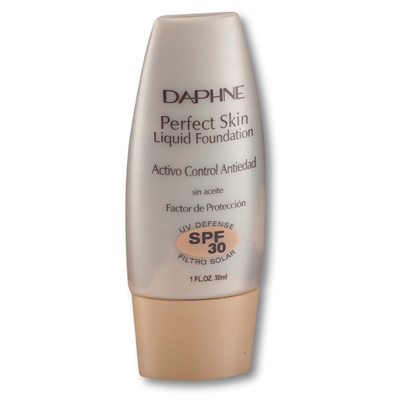 DAPHNE
Perfect Skin
Liquid Foundation
Activo Control Antiedad
sin aceite
Factor de Protección
UV DEFENSE
SPF
30
FILTRO SOLAR
1 FL.OZ. 30ml